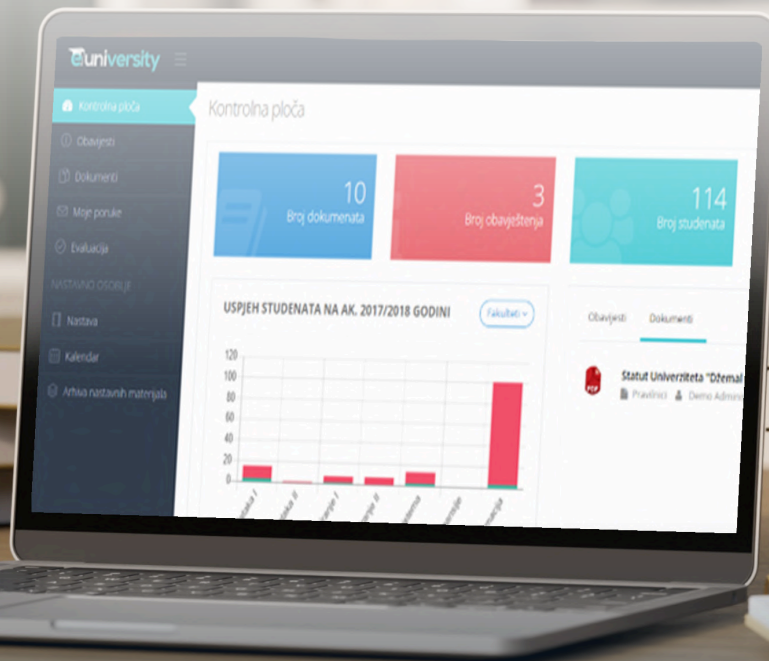 euniversity
Kontrolna ploča
Obavijesti
Dokumenti
Moje poruke
Evaluacija
NASTAVNO OSOBLJE
Nastava
Kalendar
Arhiva nastavnih materijala
Kontrolna ploča
10
Broj dokumenata
3
Broj obavještenja
114
Broj studenata
USPJEH STUDENATA NA AK. 2017/2018 GODINI
Fakulteti
120
100
80
60
40
20
0
Obavijesti
Dokumenti
Statut Univerziteta "Džemal
Pravilnici
Demo
PDF